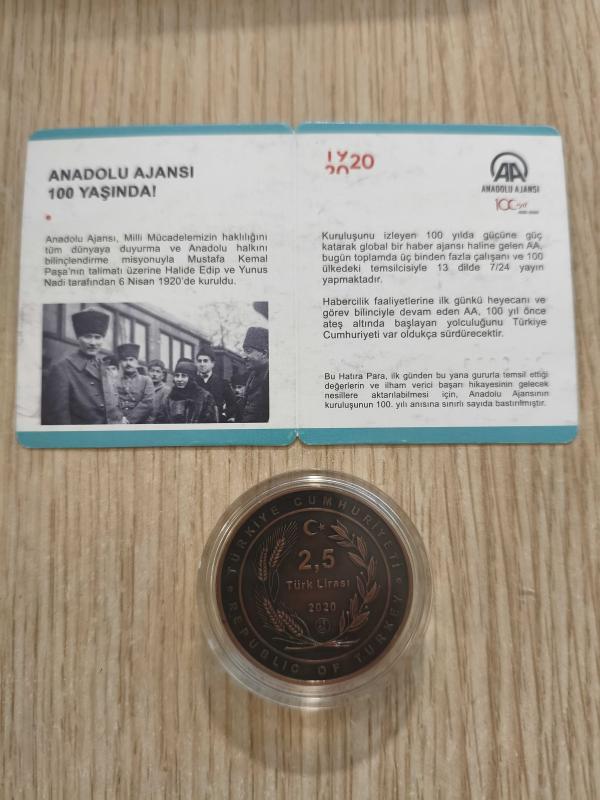 ANADOLU AJANSI
100 YAŞINDA!
Anadolu Ajansı, Milli Mücadelemizin haklılığını
tüm dünyaya duyurma ve Anadolu halkını
bilinçlendirme misyonuyla Mustafa Kemal
Paşa'nın talimatı üzerine Halide Edip ve Yunus
Nadi tarafından 6 Nisan 1920'de kuruldu.
1920
2020
AA
ANADOLU AJANSI
100.yıl
Kuruluşunu izleyen 100 yılda gücüne güç
katarak global bir haber ajansı haline gelen AA,
bugün toplamda üç binden fazla çalışanı ve 100
ülkedeki temsilcisiyle 13 dilde 7/24 yayın
yapmaktadır.
Habercilik faaliyetlerine ilk günkü heyecanı ve
görev bilinciyle devam eden AA, 100 yıl önce
ateş altında başlayan yolculuğunu Türkiye
Cumhuriyeti var oldukça sürdürecektir.
Bu Hatıra Para, ilk günden bu yana gururla temsil ettiği
değerlerin ve ilham verici başarı hikayesinin gelecek
nesillere aktarılabilmesi için, Anadolu Ajansının
kuruluşunun 100. yılı anısına sınırlı sayıda bastırılmıştır.
TÜRKİYE CUMHURİYETİ
2,5
Türk Lirası
2020
REPUBLIC OF TURKEY